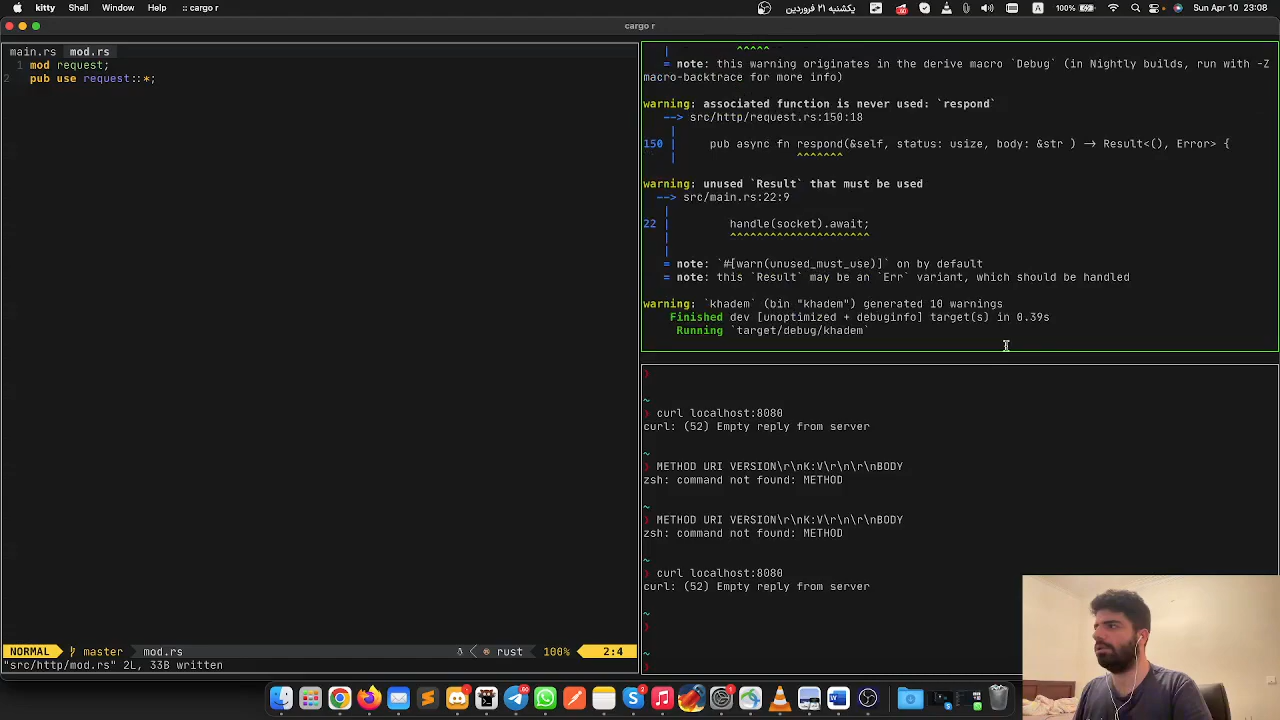 kitty Shell Window Help :: cargo r
یکشنبه ۲۱ فروردین 100% A Sun Apr 10 23:08
cargo r
main.rs mod.rs
1 mod request;
2 pub use request::*;
NORMAL master mod.rs rust 100% 2:4
"src/http/mod.rs" 2L, 33B written
| ^^^^^
= note: this warning originates in the derive macro `Debug` (in Nightly builds, run with -Z
macro-backtrace for more info)
warning: associated function is never used: `respond`
--> src/http/request.rs:150:18
|
150 | pub async fn respond(&self, status: usize, body: &str ) -> Result<(), Error> {
| ^^^^^^^
warning: unused `Result` that must be used
--> src/main.rs:22:9
|
22 | handle(socket).await;
| ^^^^^^^^^^^^^^^^^^^^^
|
= note: `#[warn(unused_must_use)]` on by default
= note: this `Result` may be an `Err` variant, which should be handled
warning: `khadem` (bin "khadem") generated 10 warnings
Finished dev [unoptimized + debuginfo] target(s) in 0.39s
Running `target/debug/khadem`
❯
~
❯ curl localhost:8080
curl: (52) Empty reply from server
~
❯ METHOD URI VERSION\r\nK:V\r\n\r\nBODY
zsh: command not found: METHOD
~
❯ METHOD URI VERSION\r\nK:V\r\n\r\nBODY
zsh: command not found: METHOD
~
❯ curl localhost:8080
curl: (52) Empty reply from server
~
❯
~
❯